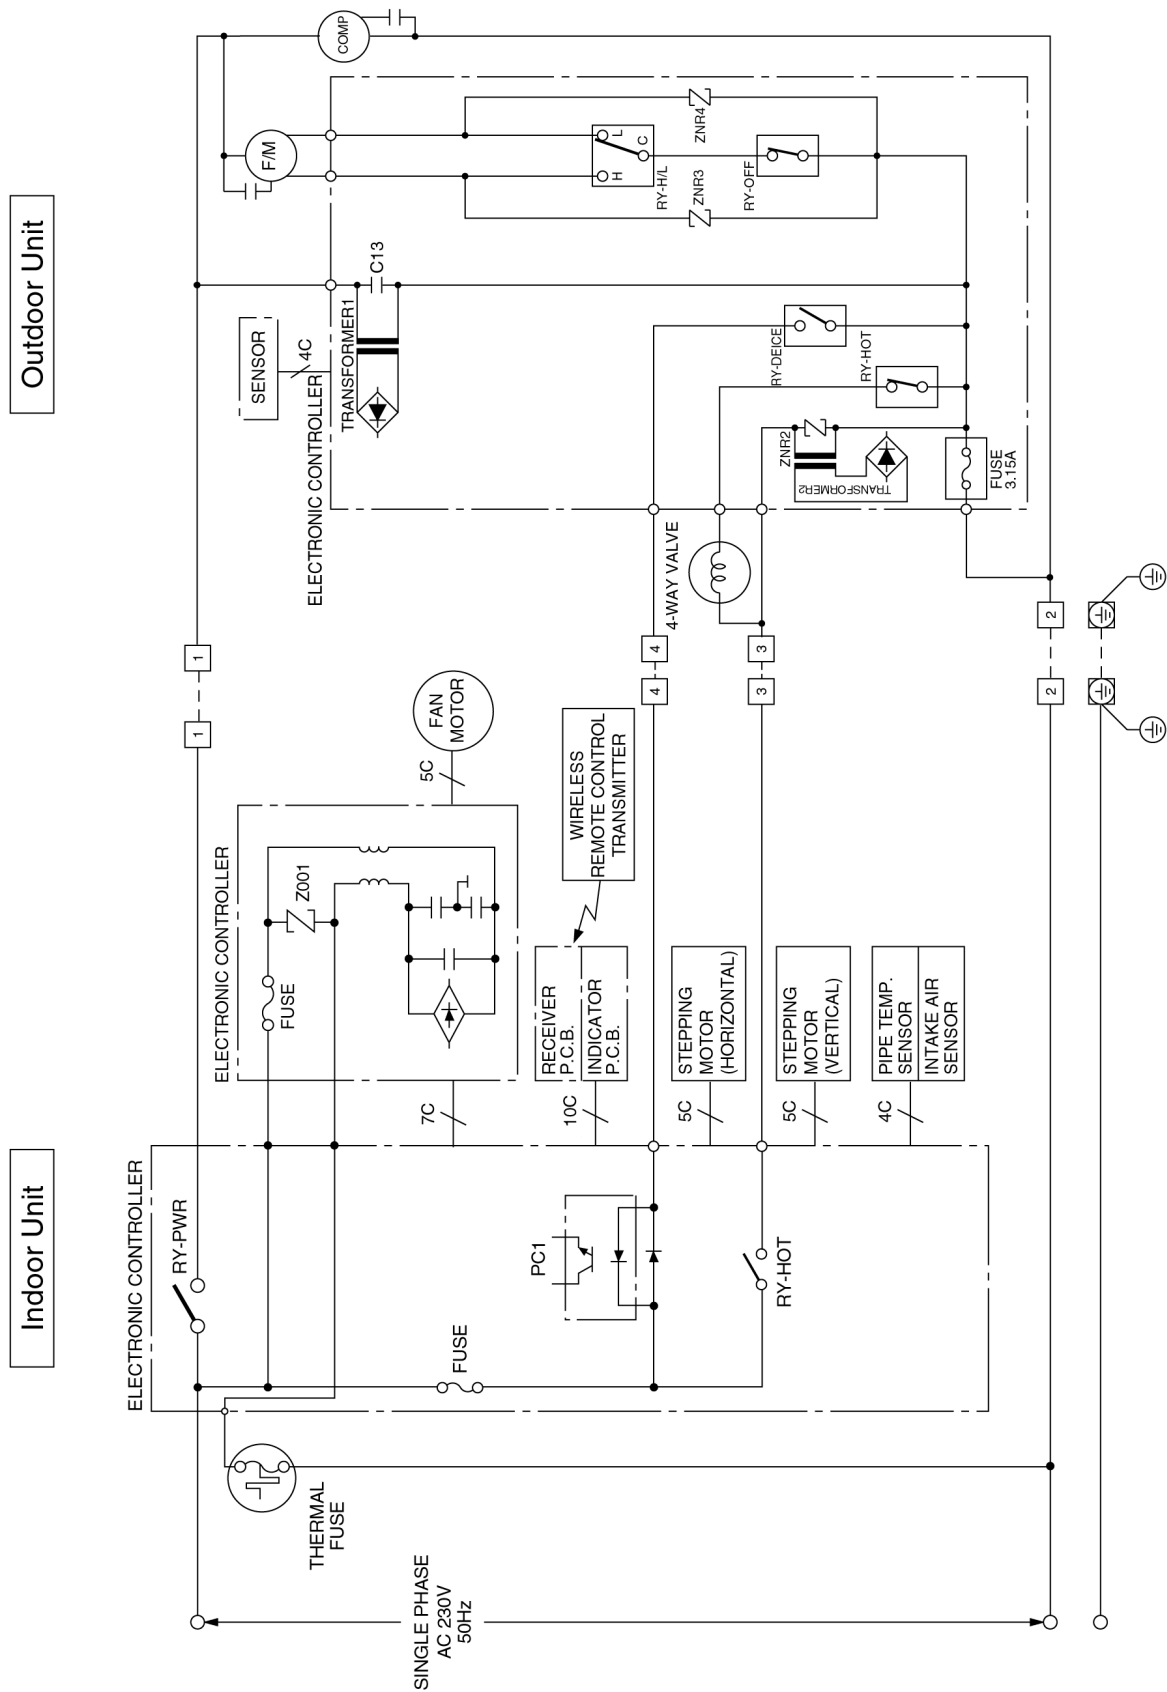 Outdoor Unit
Indoor Unit
COMP
F/M
ZNR4
L
C
H
RY-H/L
ZNR3
RY-OFF
C13
TRANSFORMER1
SENSOR
4C
ELECTRONIC CONTROLLER
RY-DEICE
RY-HOT
ZNR2
TRANSFORMER2
FUSE
3.15A
4-WAY VALVE
1
4
3
2
1
4
3
2
FAN
MOTOR
5C
WIRELESS
REMOTE CONTROL
TRANSMITTER
ELECTRONIC CONTROLLER
Z001
FUSE
7C
RECEIVER
P.C.B.
INDICATOR
P.C.B.
10C
STEPPING
MOTOR
(HORIZONTAL)
5C
STEPPING
MOTOR
(VERTICAL)
5C
PIPE TEMP.
SENSOR
INTAKE AIR
SENSOR
4C
ELECTRONIC CONTROLLER
RY-PWR
PC1
RY-HOT
FUSE
THERMAL
FUSE
SINGLE PHASE
AC 230V
50Hz